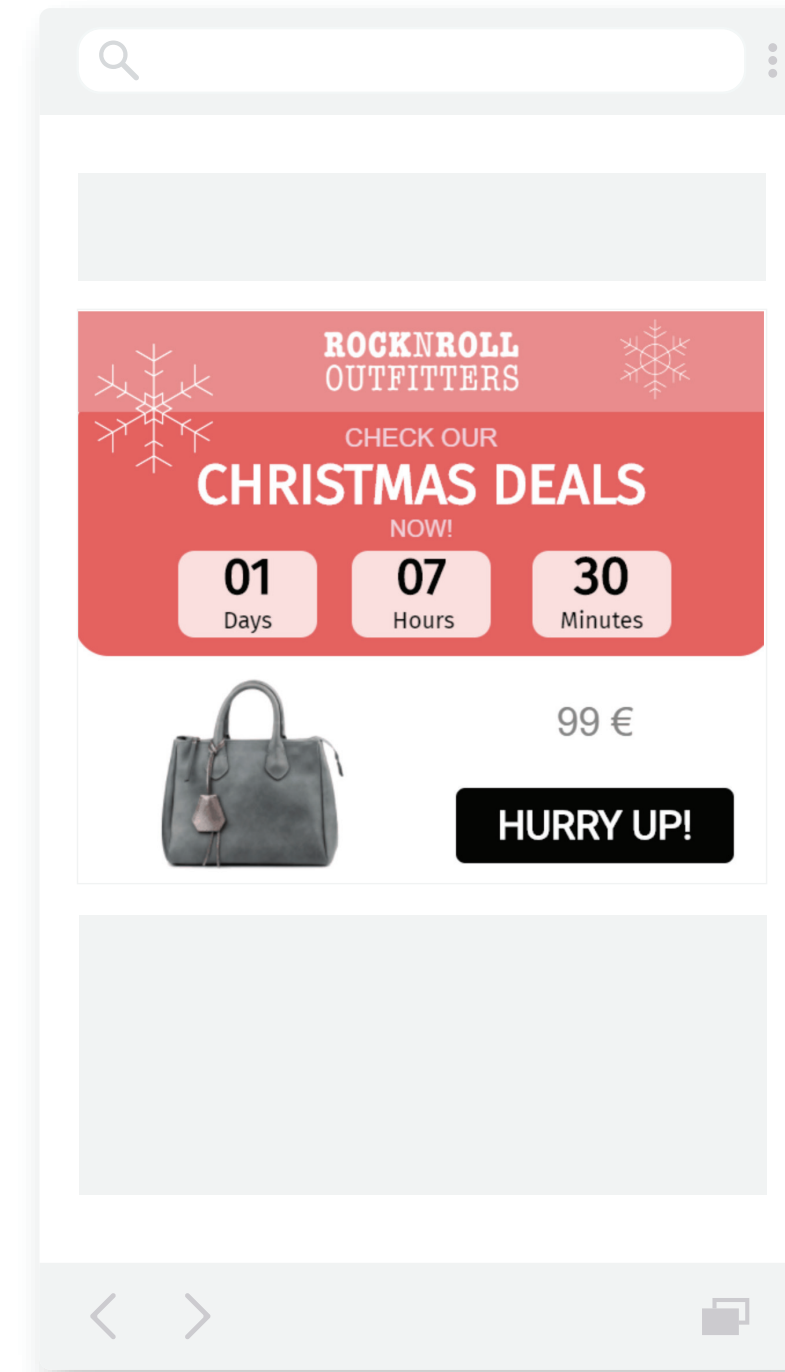 ROCKNROLL
OUTFITTERS
CHECK OUR
CHRISTMAS DEALS
NOW!
01 07 30
Days Hours Minutes
99 €
HURRY UP!